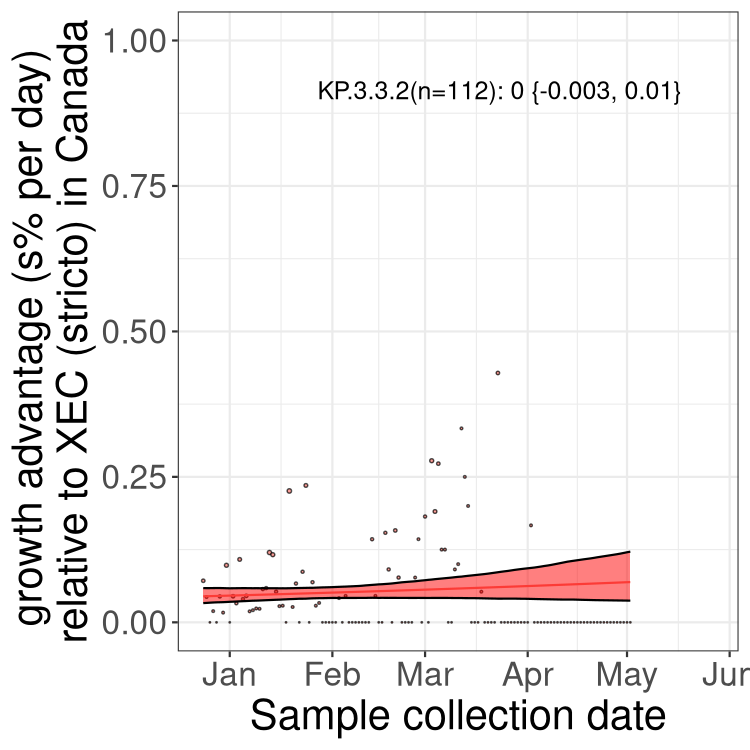 growth advantage (s% per day)
relative to XEC (stricto) in Canada
1.00
0.75
0.50
0.25
0.00
KP.3.3.2(n=112): 0 {-0.003, 0.01}
Jan Feb Mar Apr May Jun
Sample collection date